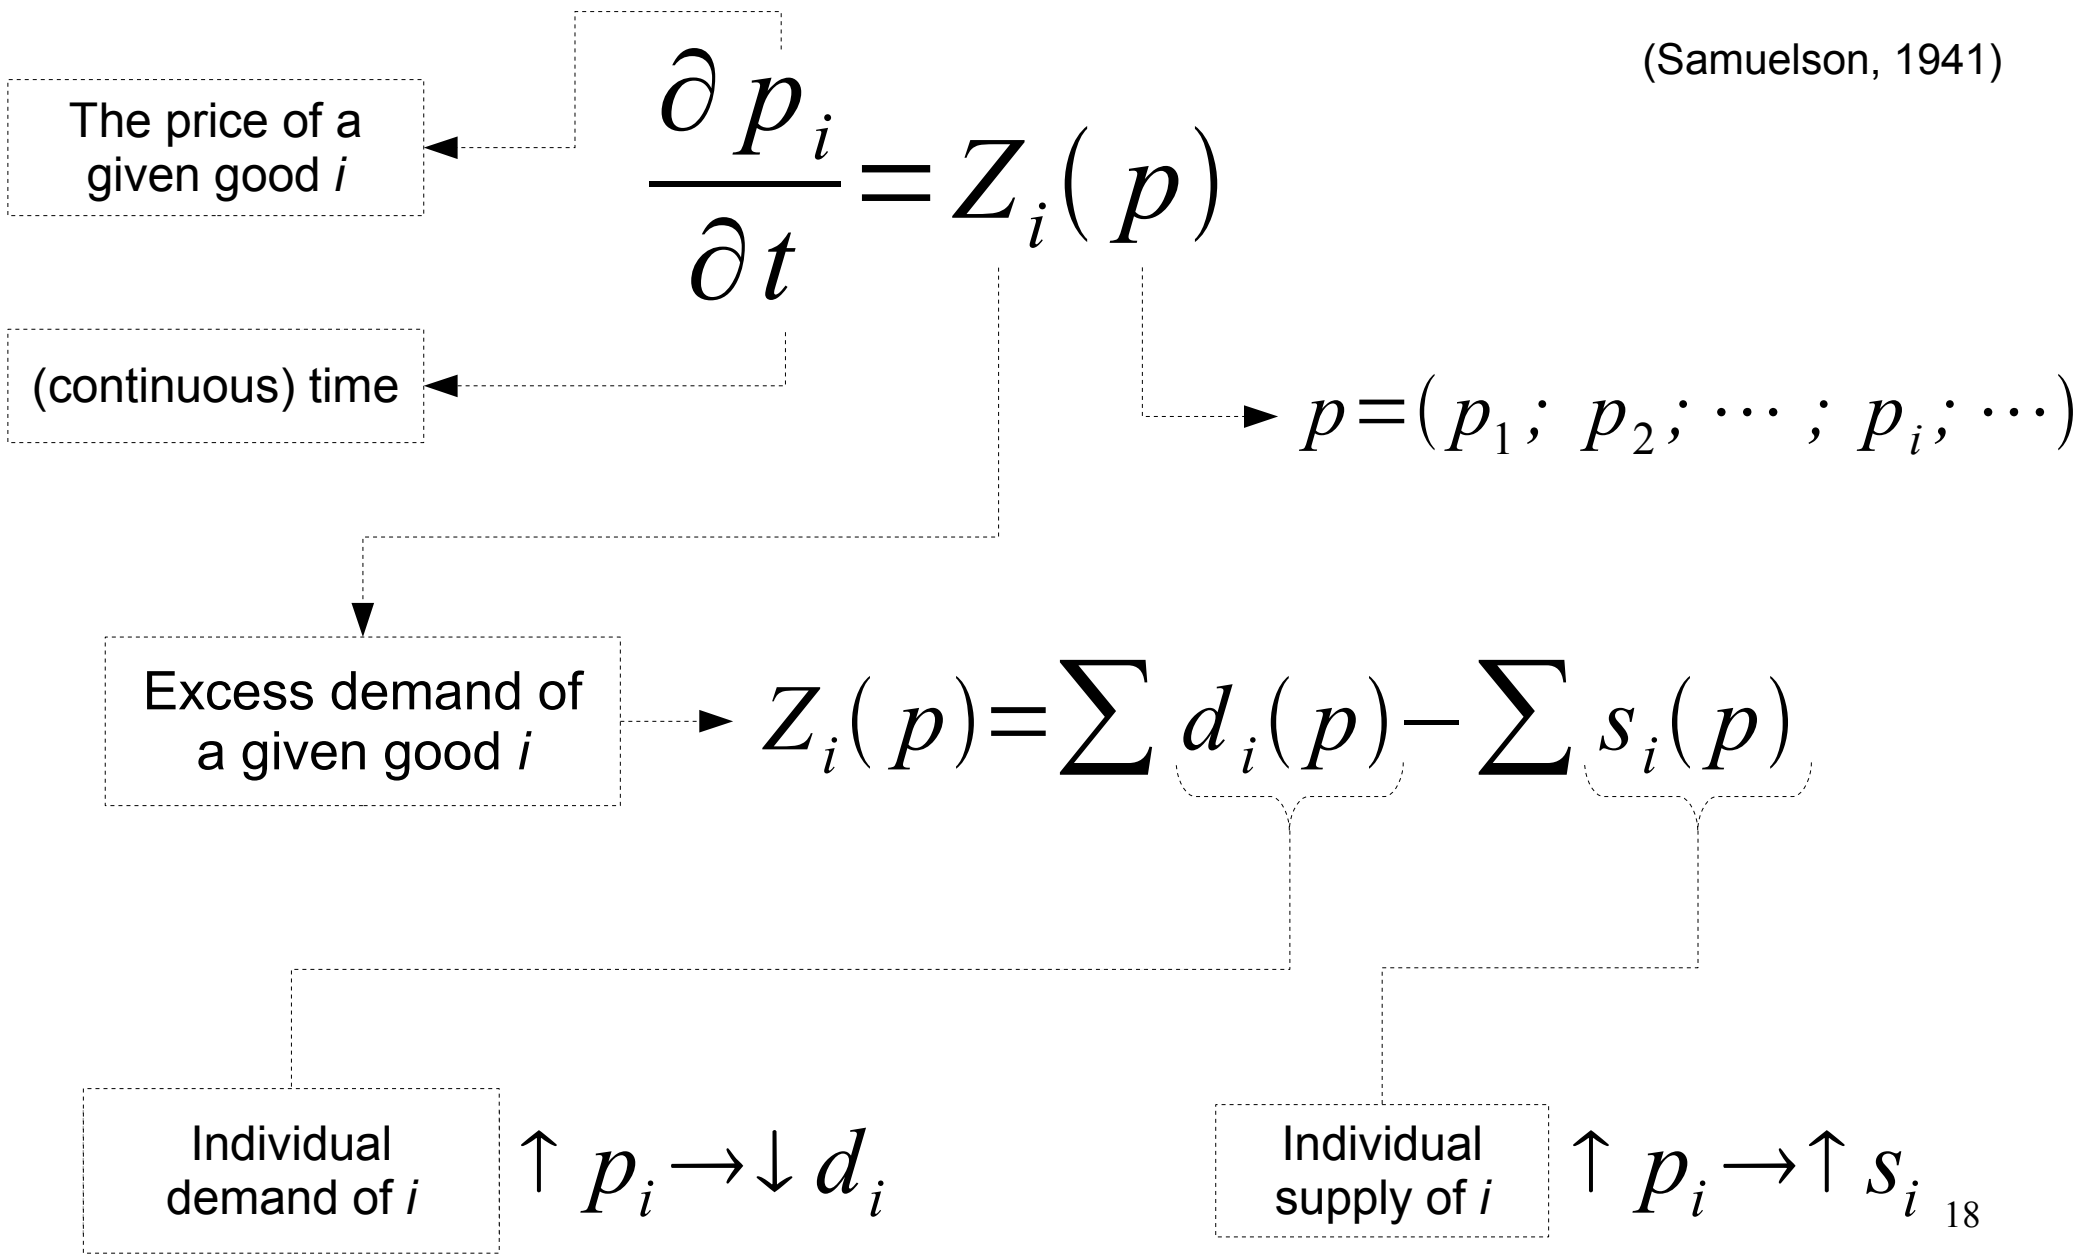 (Samuelson, 1941)
The price of a
given good i
∂p_i/∂t = Z_i(p)
(continuous) time
p=(p_1; p_2; ⋯ ; p_i; ⋯)
Excess demand of
a given good i
Z_i(p)=∑ d_i(p) − ∑ s_i(p)
Individual
demand of i
↑ p_i → ↓ d_i
Individual
supply of i
↑ p_i → ↑ s_i
18